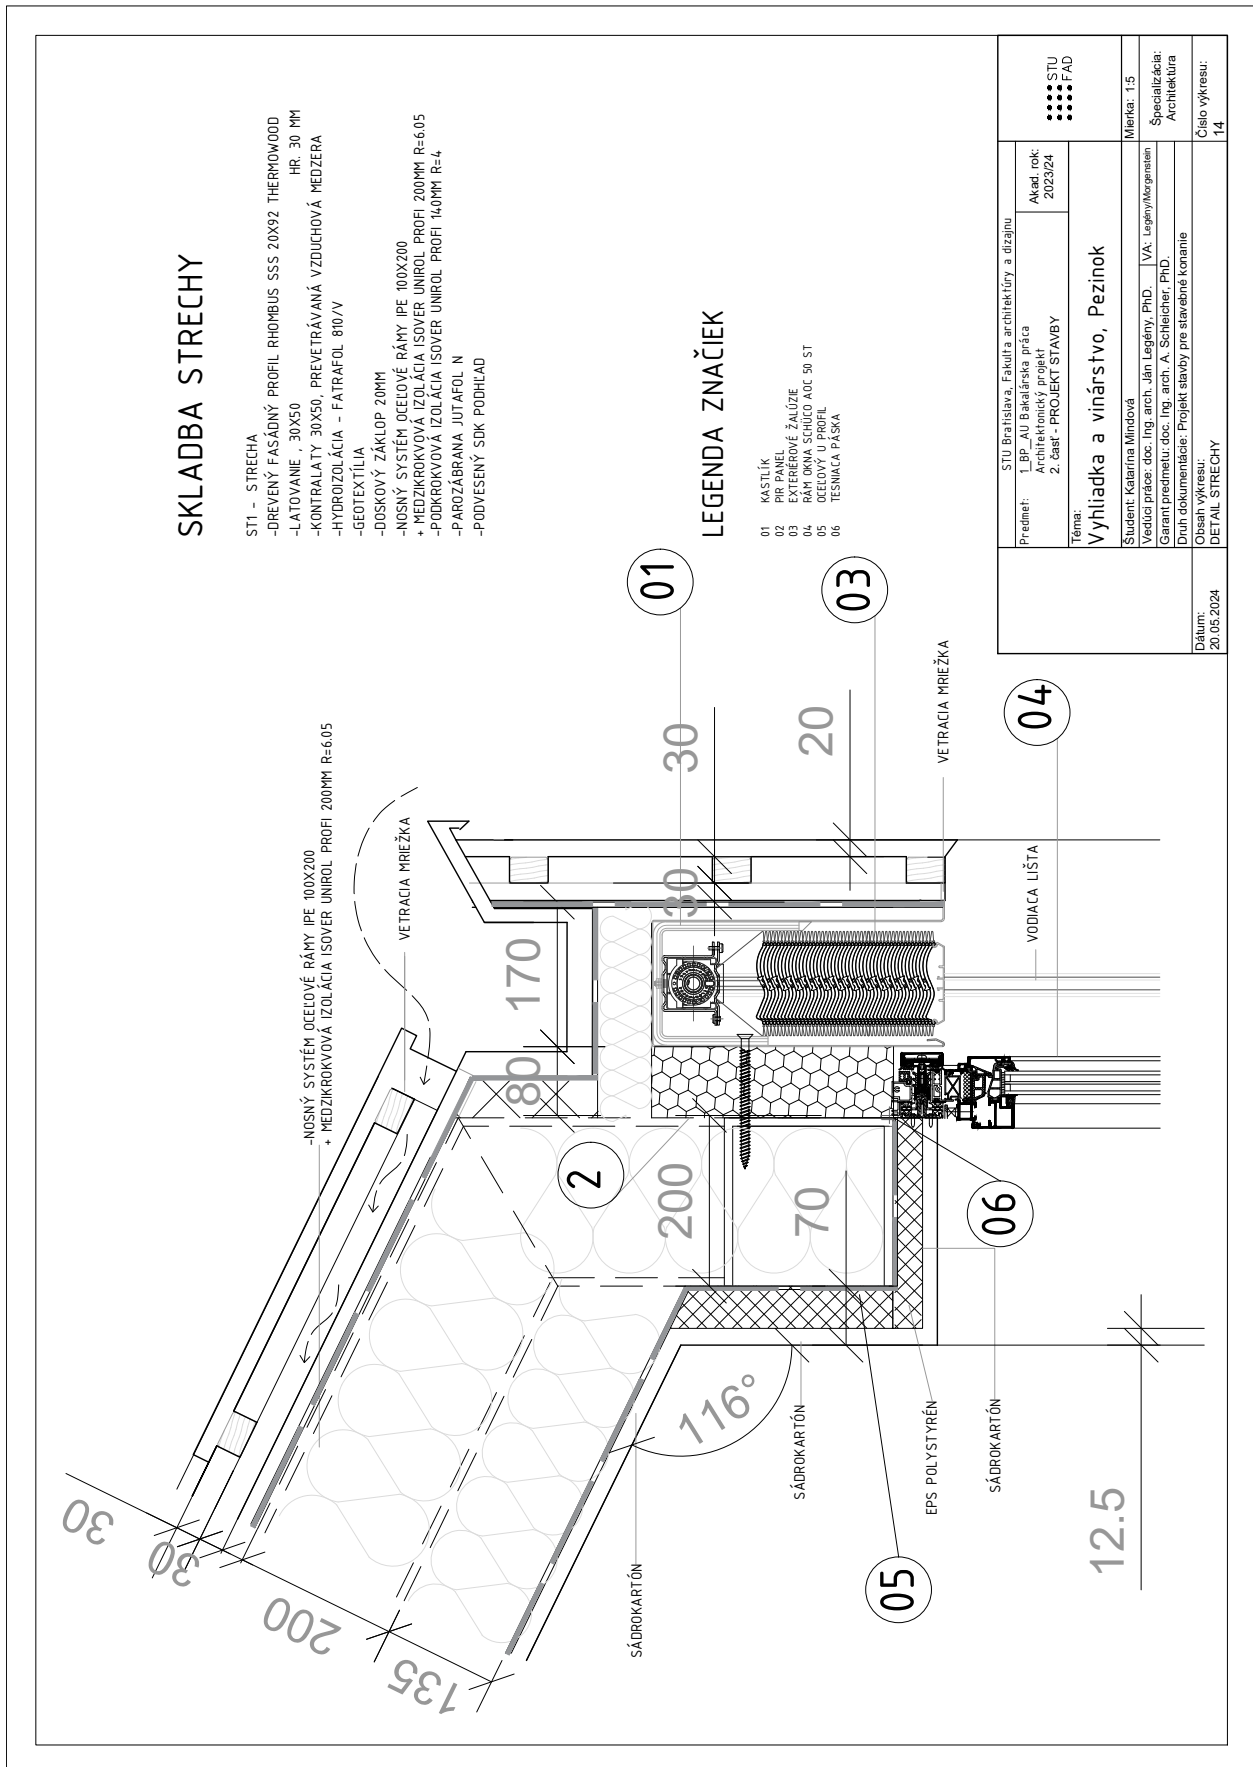 SKLADBA STRECHY
ST1 - STRECHA
-DREVENÝ FASÁDNY PROFIL RHOMBUS SSS 20X92 THERMOWOOD
-LATOVANIE , 30X50 HR. 30 MM
-KONTRALATY 30X50, PREVETRÁVANÁ VZDUCHOVÁ MEDZERA
-HYDROIZOLÁCIA - FATRAFOL 810/V
-GEOTEXTÍLIA
-DOSKOVÝ ZÁKLOP 20MM
-NOSNÝ SYSTÉM OCEĽOVÉ RÁMY IPE 100X200
+ MEDZIKROKVOVÁ IZOLÁCIA ISOVER UNIROL PROFI 200MM R=6.05
-PODKROKVOVÁ IZOLÁCIA ISOVER UNIROL PROFI 140MM R=4
-PAROZÁBRANA JUTAFOL N
-PODVESENÝ SDK PODHĽAD
LEGENDA ZNAČIEK
01 KASTLÍK
02 PIR PANEL
03 EXTERIÉROVÉ ŽALÚZIE
04 RÁM OKNA SCHÜCO AOC 50 ST
05 OCEĽOVÝ U PROFIL
06 TESNIACA PÁSKA
-NOSNÝ SYSTÉM OCEĽOVÉ RÁMY IPE 100X200
+ MEDZIKROKVOVÁ IZOLÁCIA ISOVER UNIROL PROFI 200MM R=6.05
VETRACIA MRIEŽKA
01
03
04
30
20
VETRACIA MRIEŽKA
VODIACA LIŠTA
30
170
80
2
200
70
06
116°
SÁDROKARTÓN
SÁDROKARTÓN
EPS POLYSTYRÉN
SÁDROKARTÓN
05
12.5
30
30
200
135
STU Bratislava, Fakulta architektúry a dizajnu
Predmet: 1_BP_AU Bakalárska práca
Architektonický projekt
2. časť - PROJEKT STAVBY
Akad. rok:
2023/24
STU
FAD
Téma:
Vyhliadka a vinárstvo, Pezinok
Študent: Katarína Mindová
Mierka: 1:5
Vedúci práce: doc. Ing. arch. Ján Legény, PhD. VA: Legény/Morgenstein
Garant predmetu: doc. Ing. arch. A. Schleicher, PhD.
Druh dokumentácie: Projekt stavby pre stavebné konanie
Špecializácia:
Architektúra
Dátum:
20.05.2024
Obsah výkresu:
DETAIL STRECHY
Číslo výkresu:
14